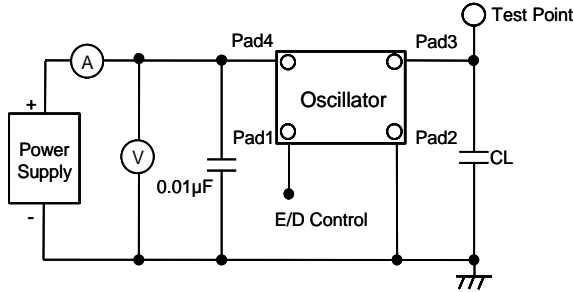 Test Point
Pad4
Pad3
A
+
Oscillator
Power
Supply
V
Pad1
Pad2
0.01µF
CL
-
E/D Control